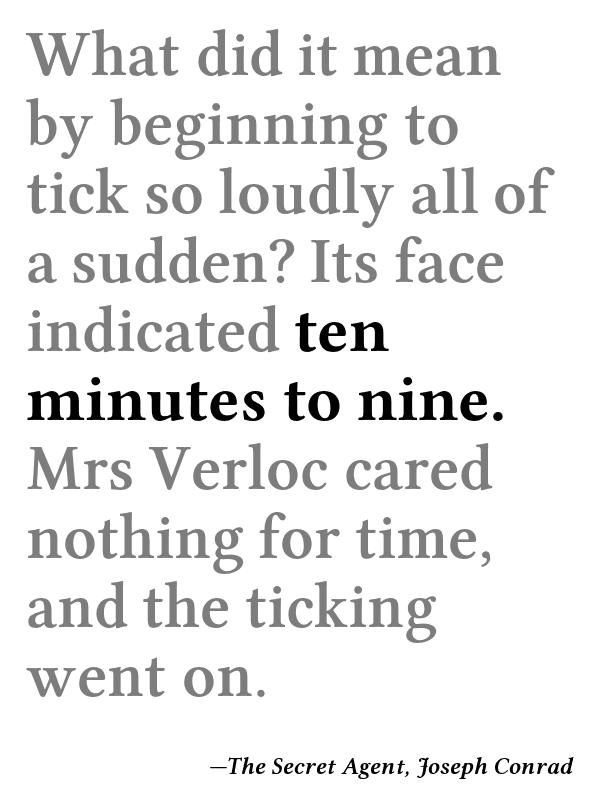 What did it mean
by beginning to
tick so loudly all of
a sudden? Its face
indicated ten
minutes to nine.
Mrs Verloc cared
nothing for time,
and the ticking
went on.
—The Secret Agent, Joseph Conrad